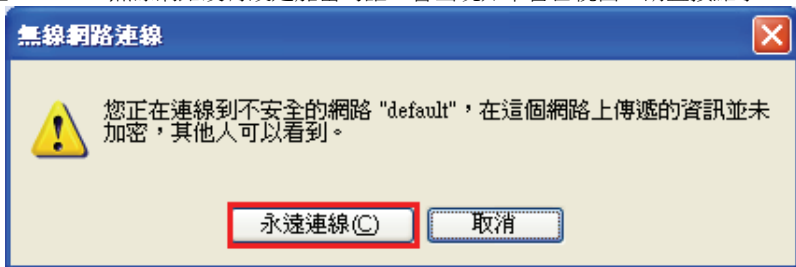 無線網路連線
您正在連線到不安全的網路 "default"，在這個網路上傳遞的資訊並未
加密，其他人可以看到。
永遠連線(C)
取消